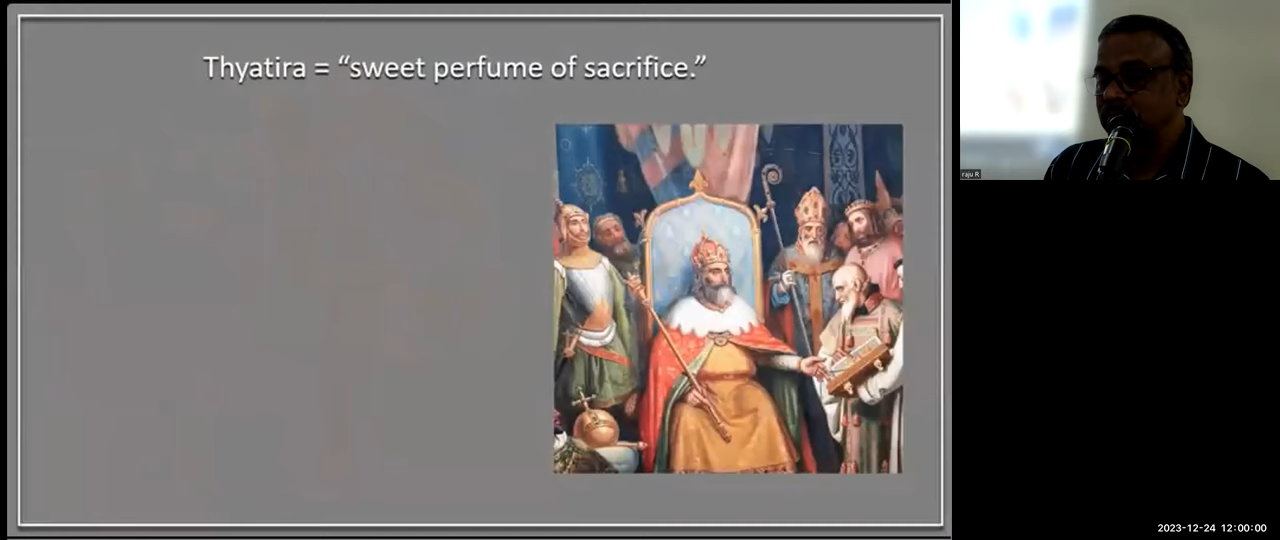 Thyatira = “sweet perfume of sacrifice.”
raju R
2023-12-24 12:00:00